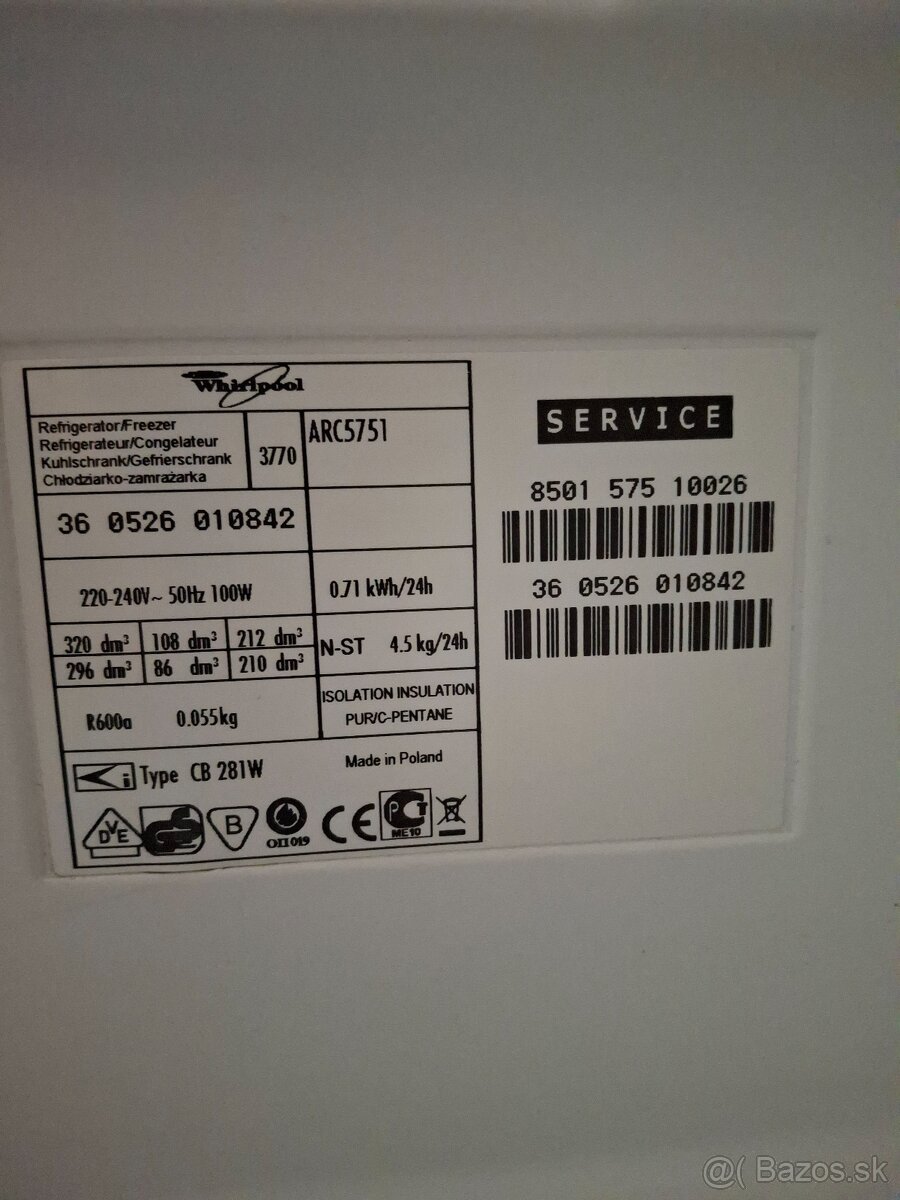 Whirlpool
Refrigerator/Freezer
Refrigerateur/Congelateur
Kuhlschrank/Gefrierschrank
Chłodziarko-zamrażarka
3770
ARC5751
36 0526 010842
220-240V~ 50Hz 100W
0.71 kWh/24h
320 dm³ 108 dm³ 212 dm³
296 dm³ 86 dm³ 210 dm³
N-ST 4.5 kg/24h
R600a 0.055kg
ISOLATION INSULATION
PUR/C-PENTANE
i Type CB 281W
Made in Poland
DVE B ОП019 CE РСТ ME10
SERVICE
8501 575 10026
36 0526 010842
@( Bazos.sk